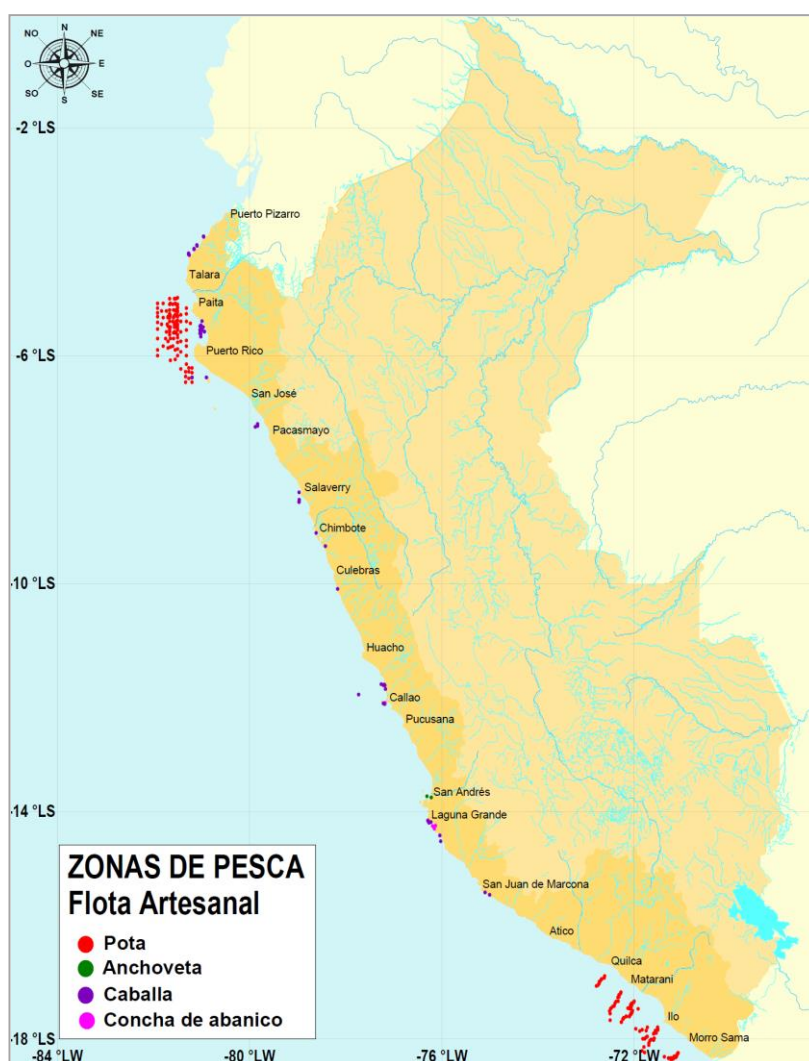 N
NO
NE
O
E
SO
SE
S
-2 °LS
Puerto Pizarro
Talara
Paita
-6 °LS
Puerto Rico
San José
Pacasmayo
Salaverry
Chimbote
-10 °LS
Culebras
Huacho
Callao
Pucusana
San Andrés
-14 °LS
Laguna Grande
ZONAS DE PESCA
Flota Artesanal
Pota
Anchoveta
Caballa
Concha de abanico
San Juan de Marcona
Atico
Quilca
Matarani
Ilo
Morro Sama
-18 °LS
-84 °LW
-80 °LW
-76 °LW
-72 °LW